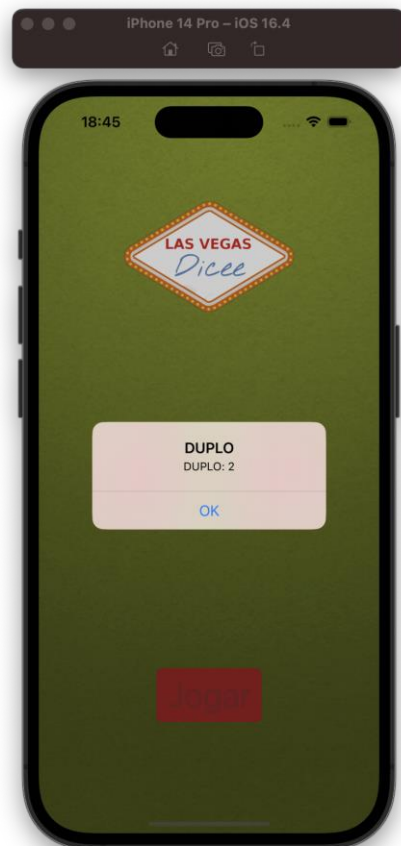 iPhone 14 Pro – iOS 16.4
18:45
LAS VEGAS
Dicee
DUPLO
DUPLO: 2
OK
Jogar